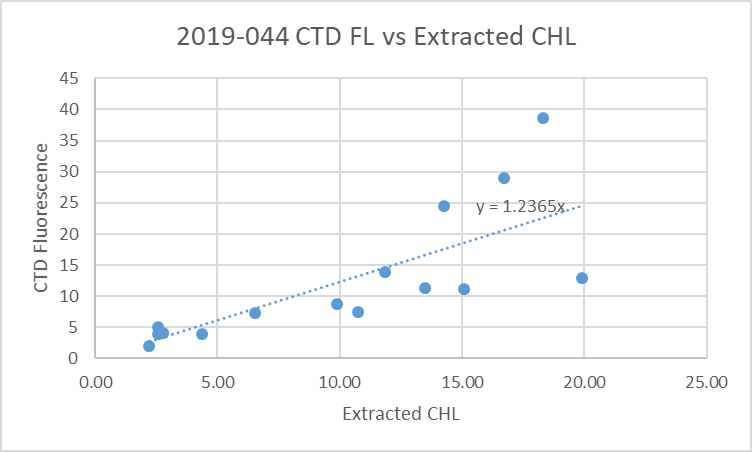 2019-044 CTD FL vs Extracted CHL
CTD Fluorescence
45
40
35
30
25
20
15
10
5
0
y = 1.2365x
0.00 5.00 10.00 15.00 20.00 25.00
Extracted CHL